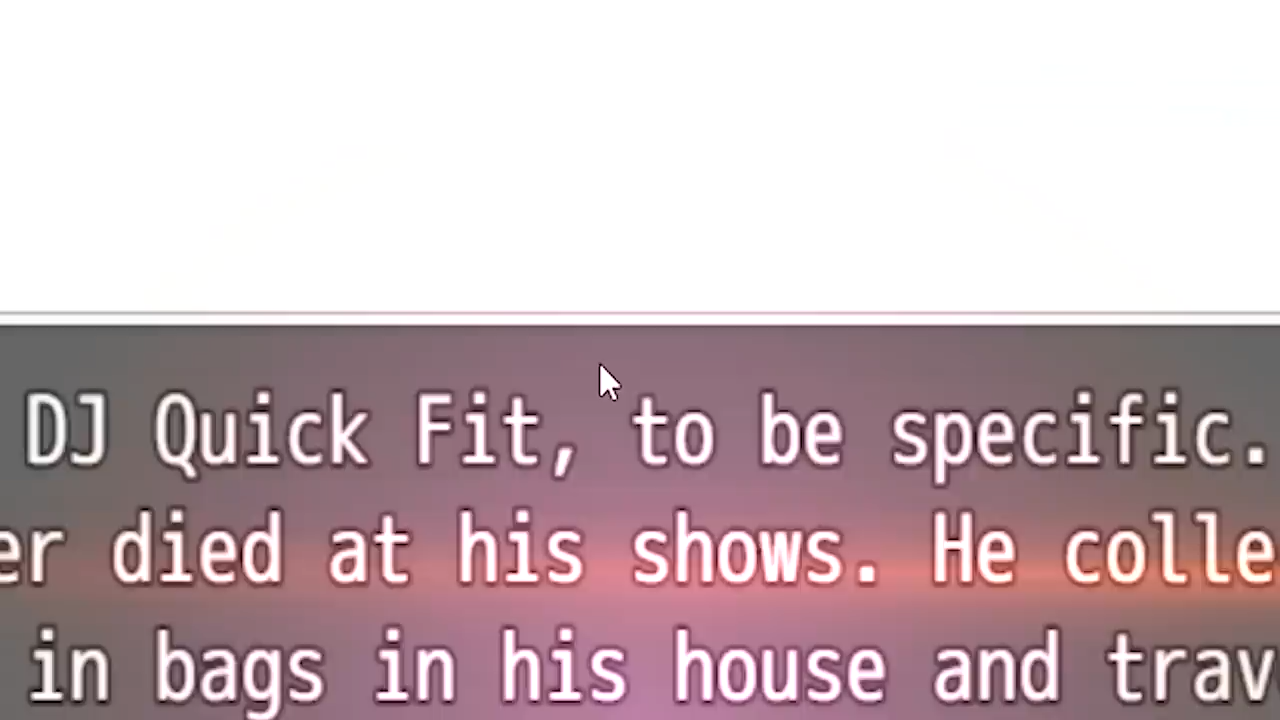 DJ Quick Fit, to be specific.
er died at his shows. He colle
in bags in his house and trav